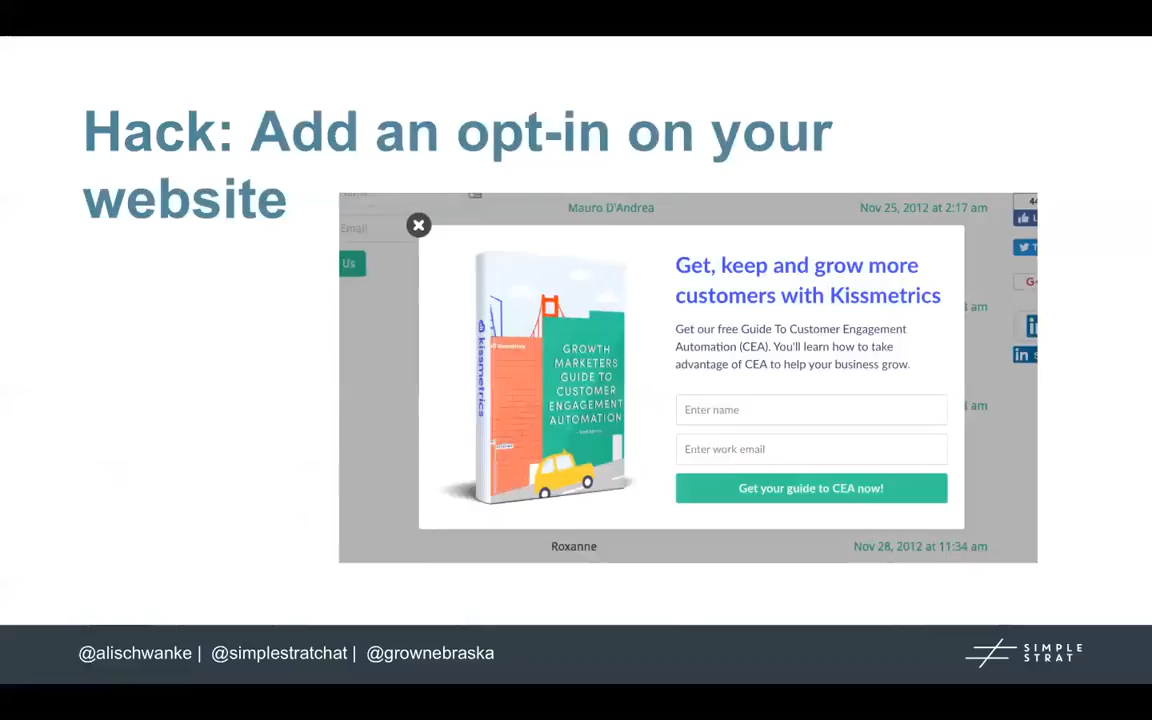 Hack: Add an opt-in on your
website
Mauro D'Andrea
Nov 25, 2012 at 2:17 am
Email
Us
Get, keep and grow more
customers with Kissmetrics
Get our free Guide To Customer Engagement
Automation (CEA). You'll learn how to take
advantage of CEA to help your business grow.
kissmetrics
GROWTH
MARKETERS
GUIDE TO
CUSTOMER
ENGAGEMENT
AUTOMATION
Enter name
Enter work email
Get your guide to CEA now!
am
am
in
Roxanne
Nov 28, 2012 at 11:34 am
@alischwanke | @simplestratchat | @grownebraska
SIMPLE
STRAT